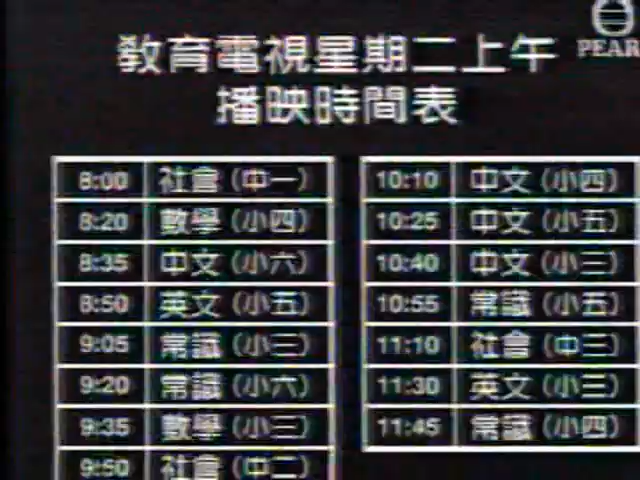 PEAR
教育電視星期二上午
播映時間表
8:00 社會 (中一)
8:20 數學 (小四)
8:35 中文 (小六)
8:50 英文 (小五)
9:05 常識 (小三)
9:20 常識 (小六)
9:35 數學 (小三)
9:50 社會 (中二)
10:10 中文 (小四)
10:25 中文 (小五)
10:40 中文 (小三)
10:55 常識 (小五)
11:10 社會 (中三)
11:30 英文 (小三)
11:45 常識 (小四)